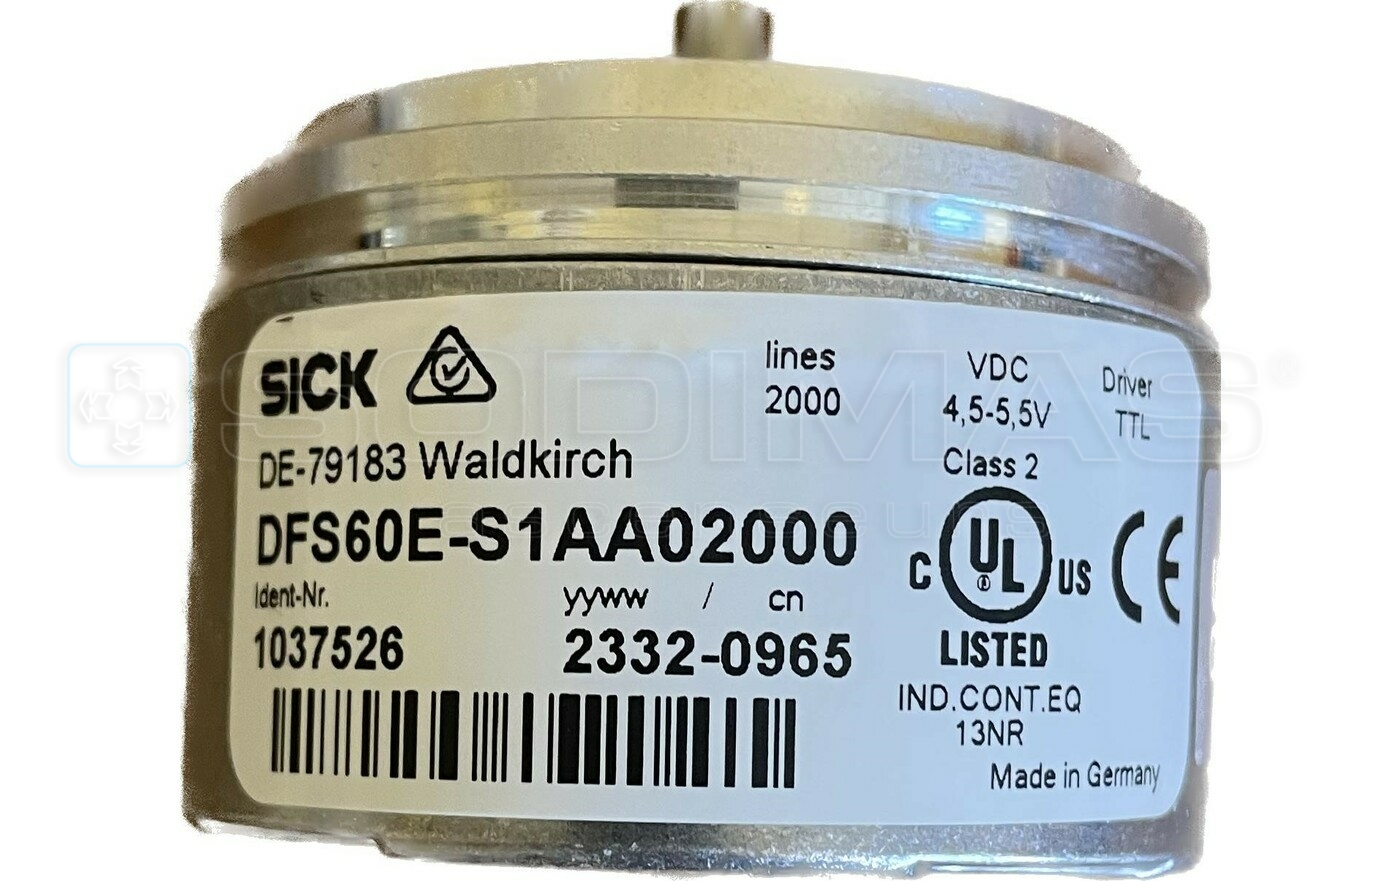 SICK
lines
2000
VDC
4,5-5,5V
Class 2
Driver
TTL
DE-79183 Waldkirch
DFS60E-S1AA02000
Ident-Nr.
yyww / cn
1037526
2332-0965
C UL US
LISTED
CE
IND.CONT.EQ
13NR
Made in Germany
SODIMAS®